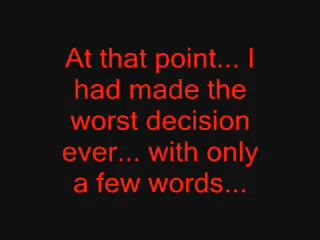 At that point... I
had made the
worst decision
ever... with only
a few words...